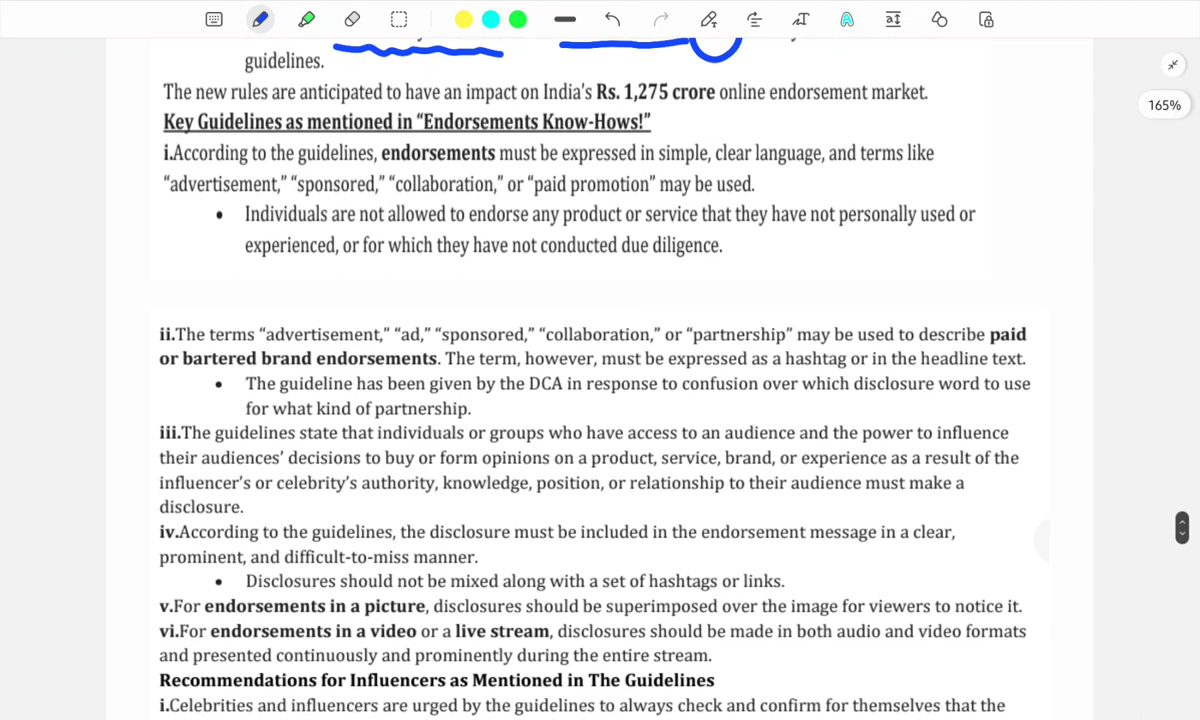 165%
guidelines.
The new rules are anticipated to have an impact on India’s Rs. 1,275 crore online endorsement market.
Key Guidelines as mentioned in “Endorsements Know-Hows!”
i.According to the guidelines, endorsements must be expressed in simple, clear language, and terms like
“advertisement,” “sponsored,” “collaboration,” or “paid promotion” may be used.
• Individuals are not allowed to endorse any product or service that they have not personally used or
experienced, or for which they have not conducted due diligence.
ii.The terms “advertisement,” “ad,” “sponsored,” “collaboration,” or “partnership” may be used to describe paid
or bartered brand endorsements. The term, however, must be expressed as a hashtag or in the headline text.
• The guideline has been given by the DCA in response to confusion over which disclosure word to use
for what kind of partnership.
iii.The guidelines state that individuals or groups who have access to an audience and the power to influence
their audiences’ decisions to buy or form opinions on a product, service, brand, or experience as a result of the
influencer’s or celebrity’s authority, knowledge, position, or relationship to their audience must make a
disclosure.
iv.According to the guidelines, the disclosure must be included in the endorsement message in a clear,
prominent, and difficult-to-miss manner.
• Disclosures should not be mixed along with a set of hashtags or links.
v.For endorsements in a picture, disclosures should be superimposed over the image for viewers to notice it.
vi.For endorsements in a video or a live stream, disclosures should be made in both audio and video formats
and presented continuously and prominently during the entire stream.
Recommendations for Influencers as Mentioned in The Guidelines
i.Celebrities and influencers are urged by the guidelines to always check and confirm for themselves that the